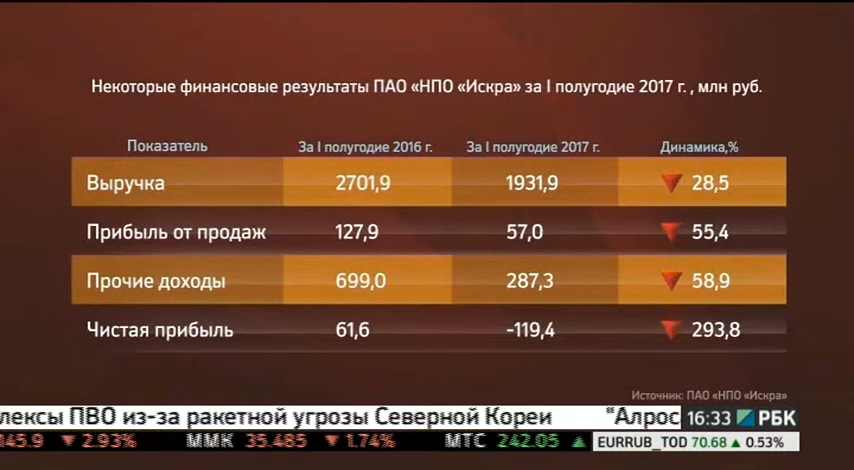 Некоторые финансовые результаты ПАО «НПО «Искра» за I полугодие 2017 г. , млн руб.
Показатель За I полугодие 2016 г. За I полугодие 2017 г. Динамика,%
Выручка 2701,9 1931,9 ▼ 28,5
Прибыль от продаж 127,9 57,0 ▼ 55,4
Прочие доходы 699,0 287,3 ▼ 58,9
Чистая прибыль 61,6 -119,4 ▼ 293,8
Источник: ПАО «НПО «Искра»
лексы ПВО из-за ракетной угрозы Северной Кореи "Алрос 16:33 РБК
445.9 ▼ 2.93% ММК 35.485 ▼ 1.74% МТС 242.05 ▲ EURRUB_TOD 70.68 ▲ 0.53%